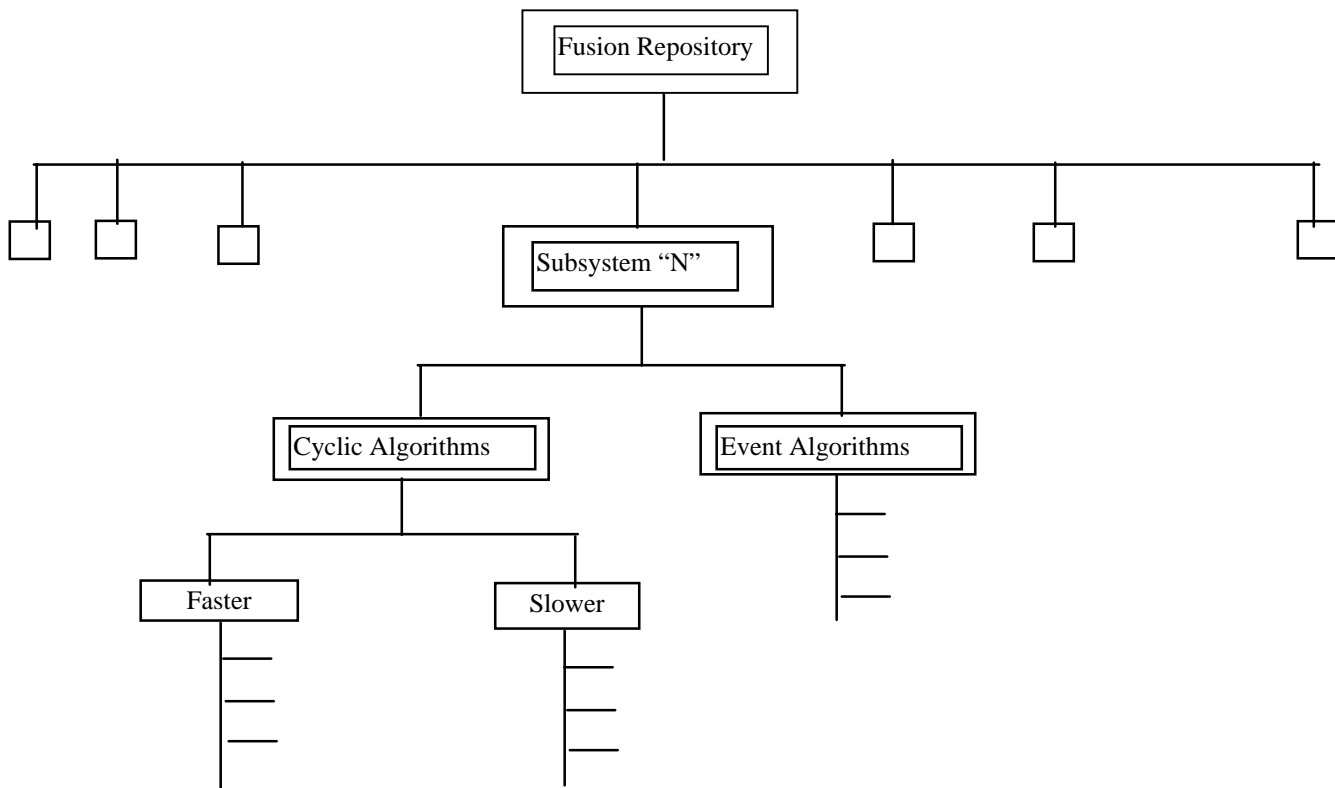 Fusion Repository
Subsystem “N”
Cyclic Algorithms
Event Algorithms
Faster
Slower